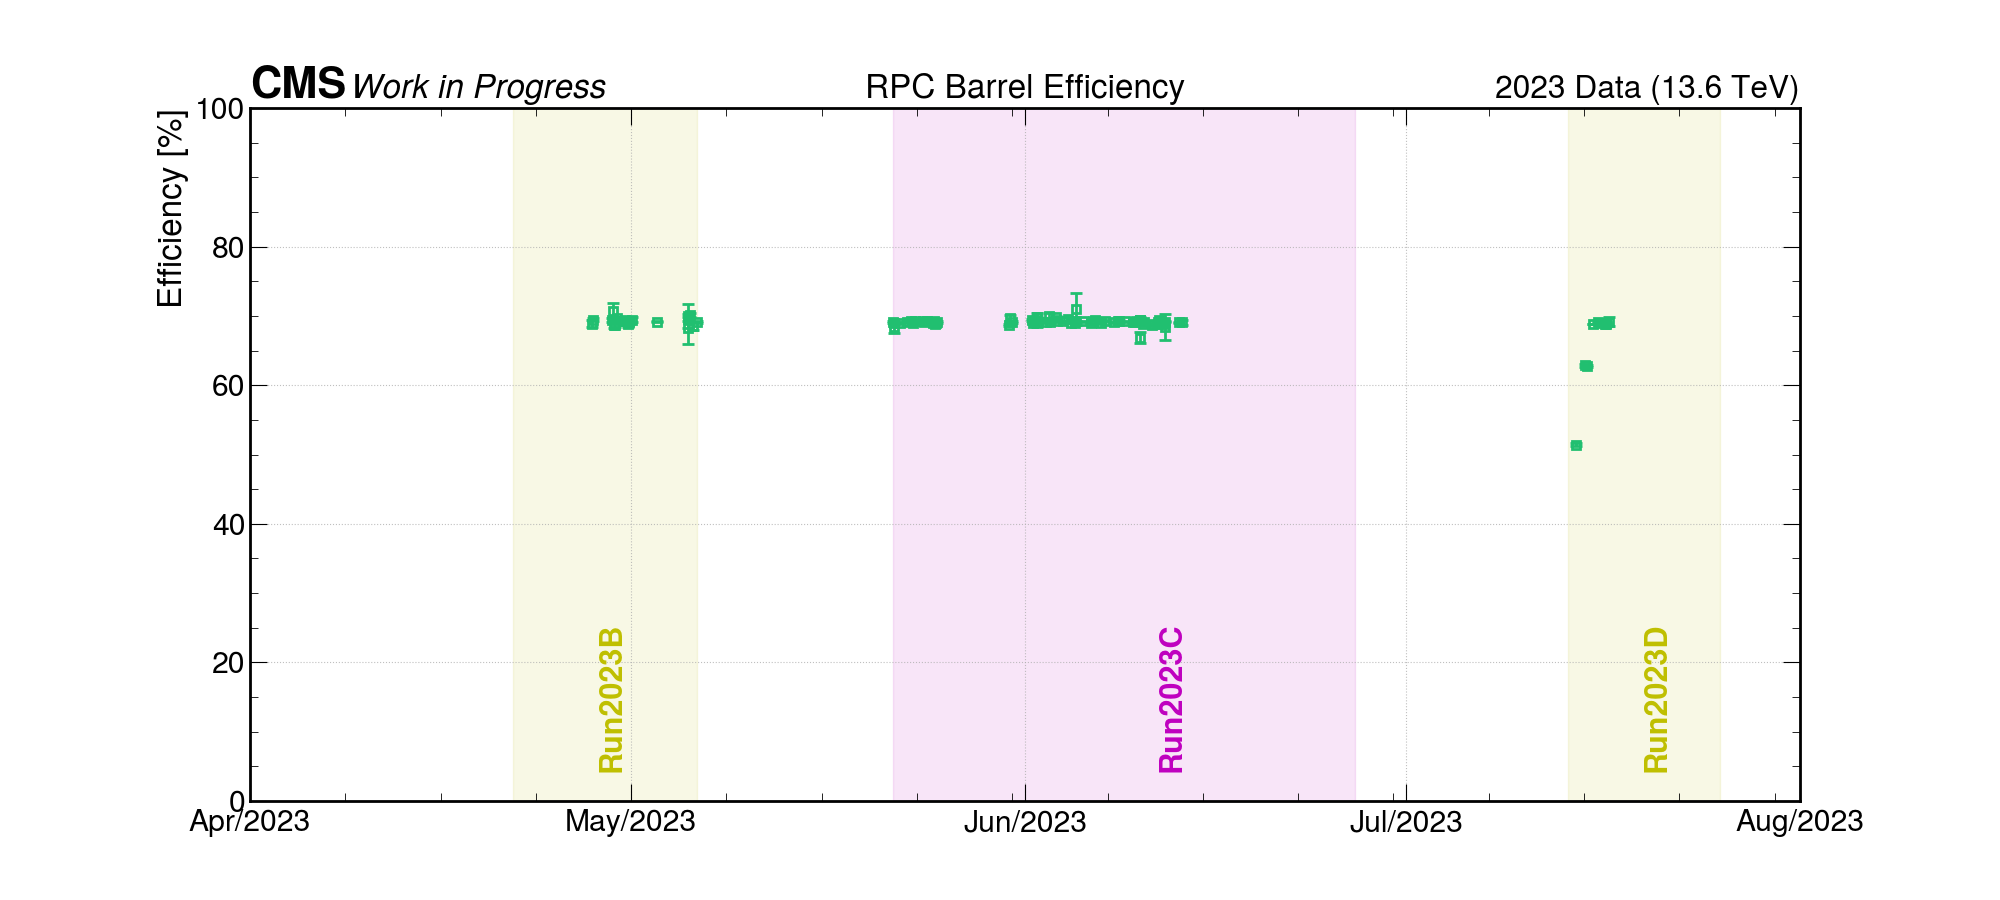 CMS Work in Progress RPC Barrel Efficiency 2023 Data (13.6 TeV)
Efficiency [%]
100
80
60
40
20
0
Run2023B
Run2023C
Run2023D
Apr/2023 May/2023 Jun/2023 Jul/2023 Aug/2023